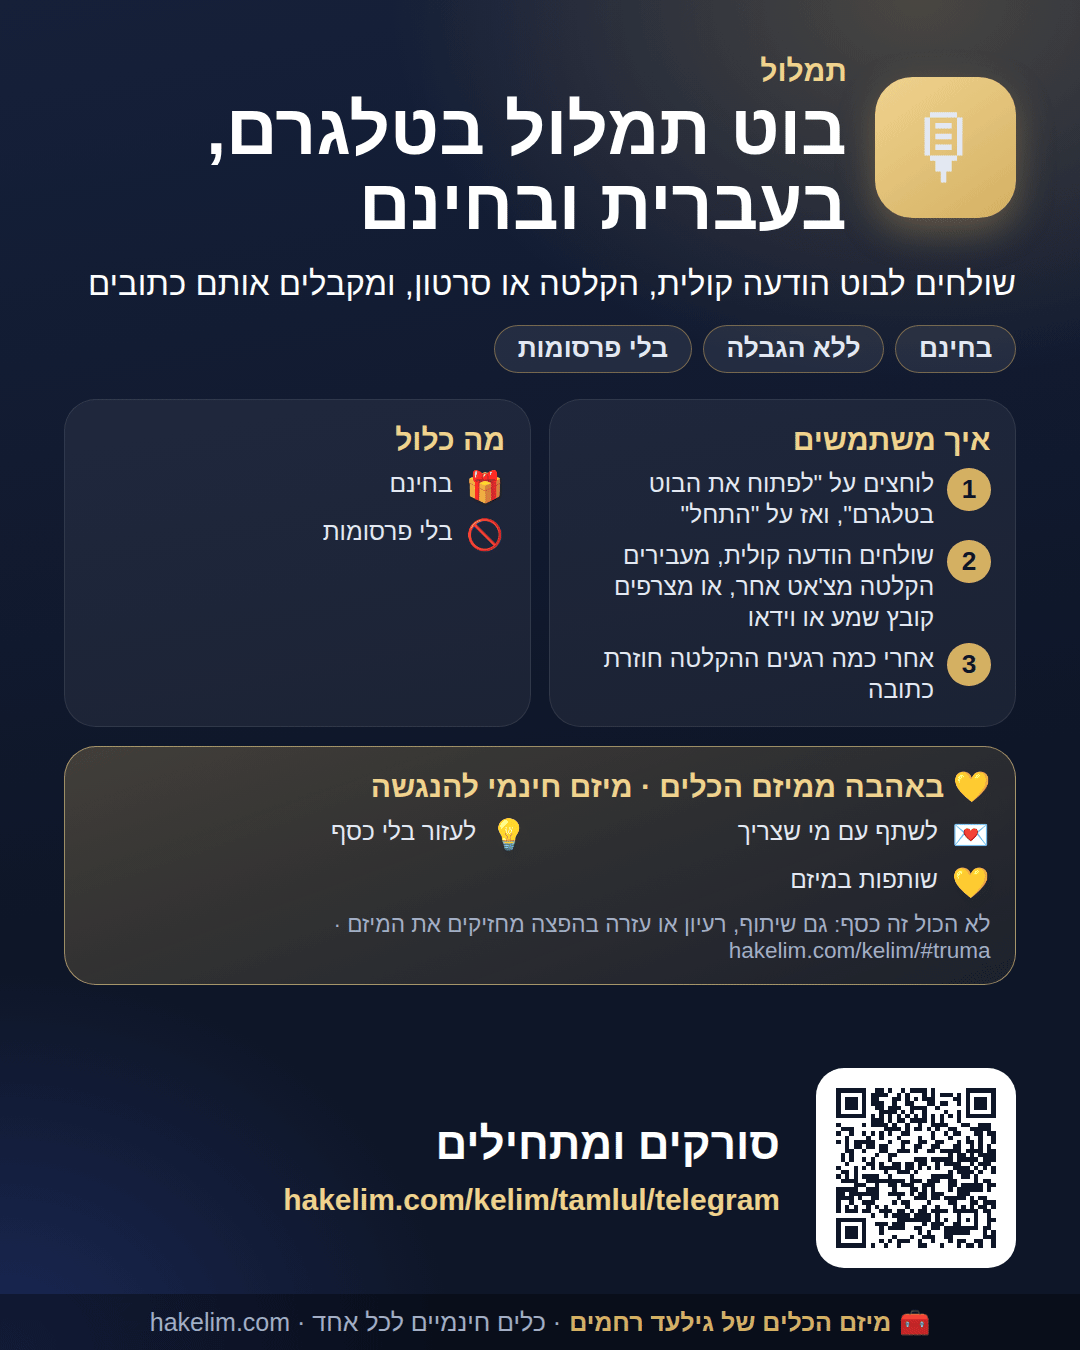 תמלול
בוט תמלול בטלגרם,
בעברית ובחינם
שולחים לבוט הודעה קולית, הקלטה או סרטון, ומקבלים אותם כתובים
בחינם
ללא הגבלה
בלי פרסומות
איך משתמשים
1 לוחצים על "לפתוח את הבוט
בטלגרם", ואז על "התחל"
2 שולחים הודעה קולית, מעבירים
הקלטה מצ'אט אחר, או מצרפים
קובץ שמע או וידאו
3 אחרי כמה רגעים ההקלטה חוזרת
כתובה
מה כלול
🎁 בחינם
🚫 בלי פרסומות
💛 באהבה ממיזם הכלים · מיזם חינמי להנגשה
💌 לשתף עם מי שצריך
💡 לעזור בלי כסף
💛 שותפות במיזם
לא הכול זה כסף: גם שיתוף, רעיון או עזרה בהפצה מחזיקים את המיזם ·
hakelim.com/kelim/#truma
סורקים ומתחילים
hakelim.com/kelim/tamlul/telegram
🧰 מיזם הכלים של גילעד רחמים · כלים חינמיים לכל אחד · hakelim.com